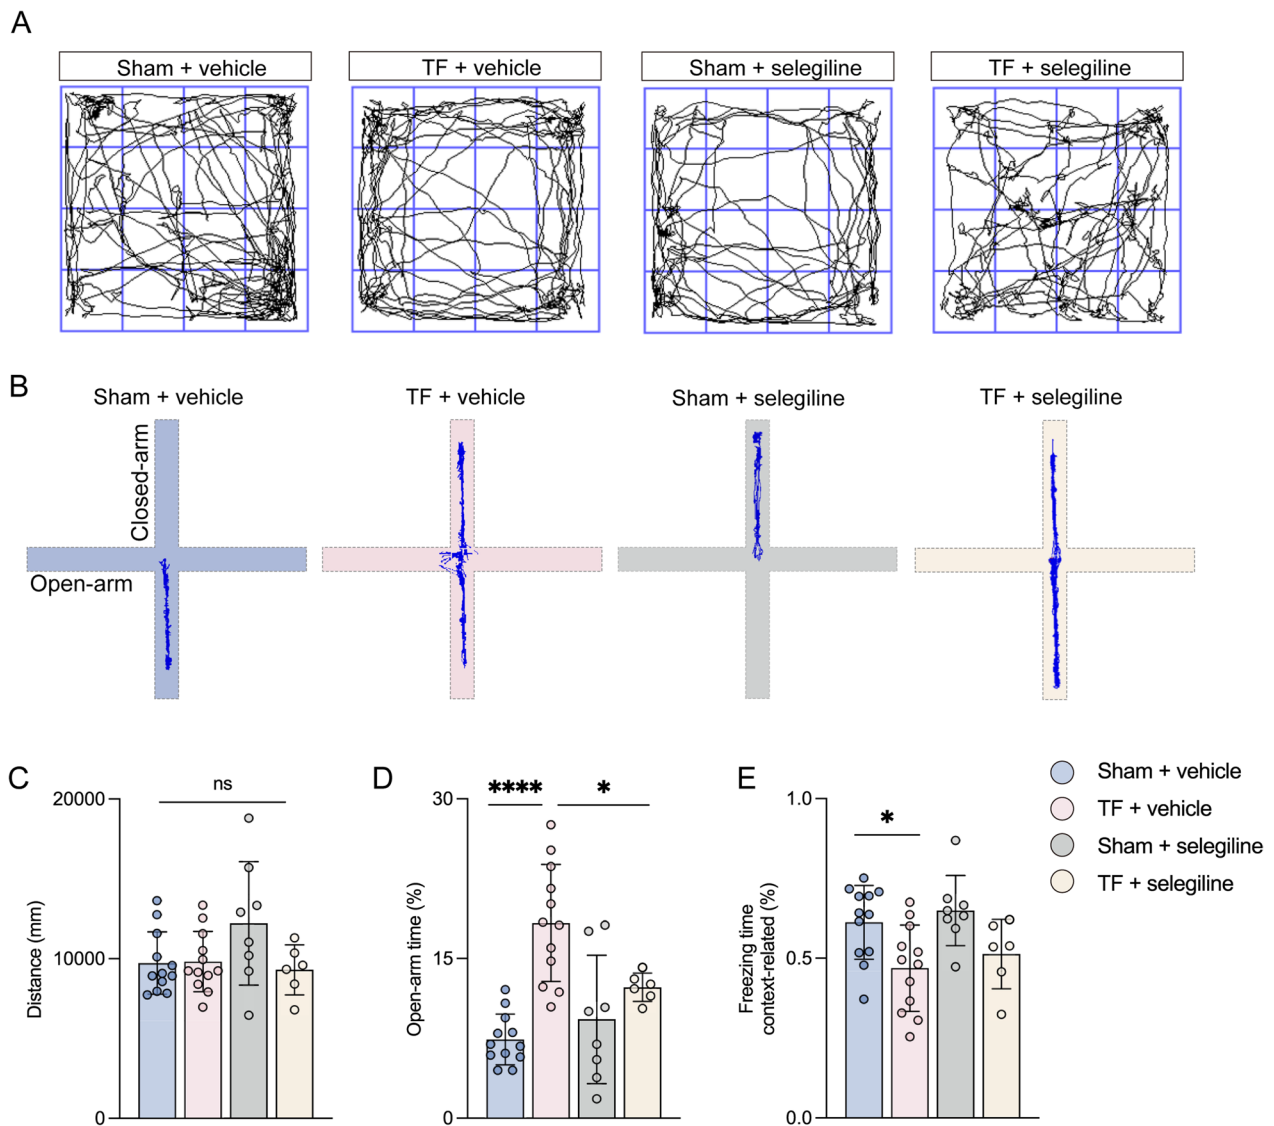 A
Sham + vehicle
TF + vehicle
Sham + selegiline
TF + selegiline
B
Sham + vehicle
TF + vehicle
Sham + selegiline
TF + selegiline
Closed-arm
Open-arm
C
ns
20000
10000
0
Distance (mm)
D
****
*
30
15
0
Open-arm time (%)
E
*
1.0
0.5
0.0
Freezing time
context-related (%)
Sham + vehicle
TF + vehicle
Sham + selegiline
TF + selegiline